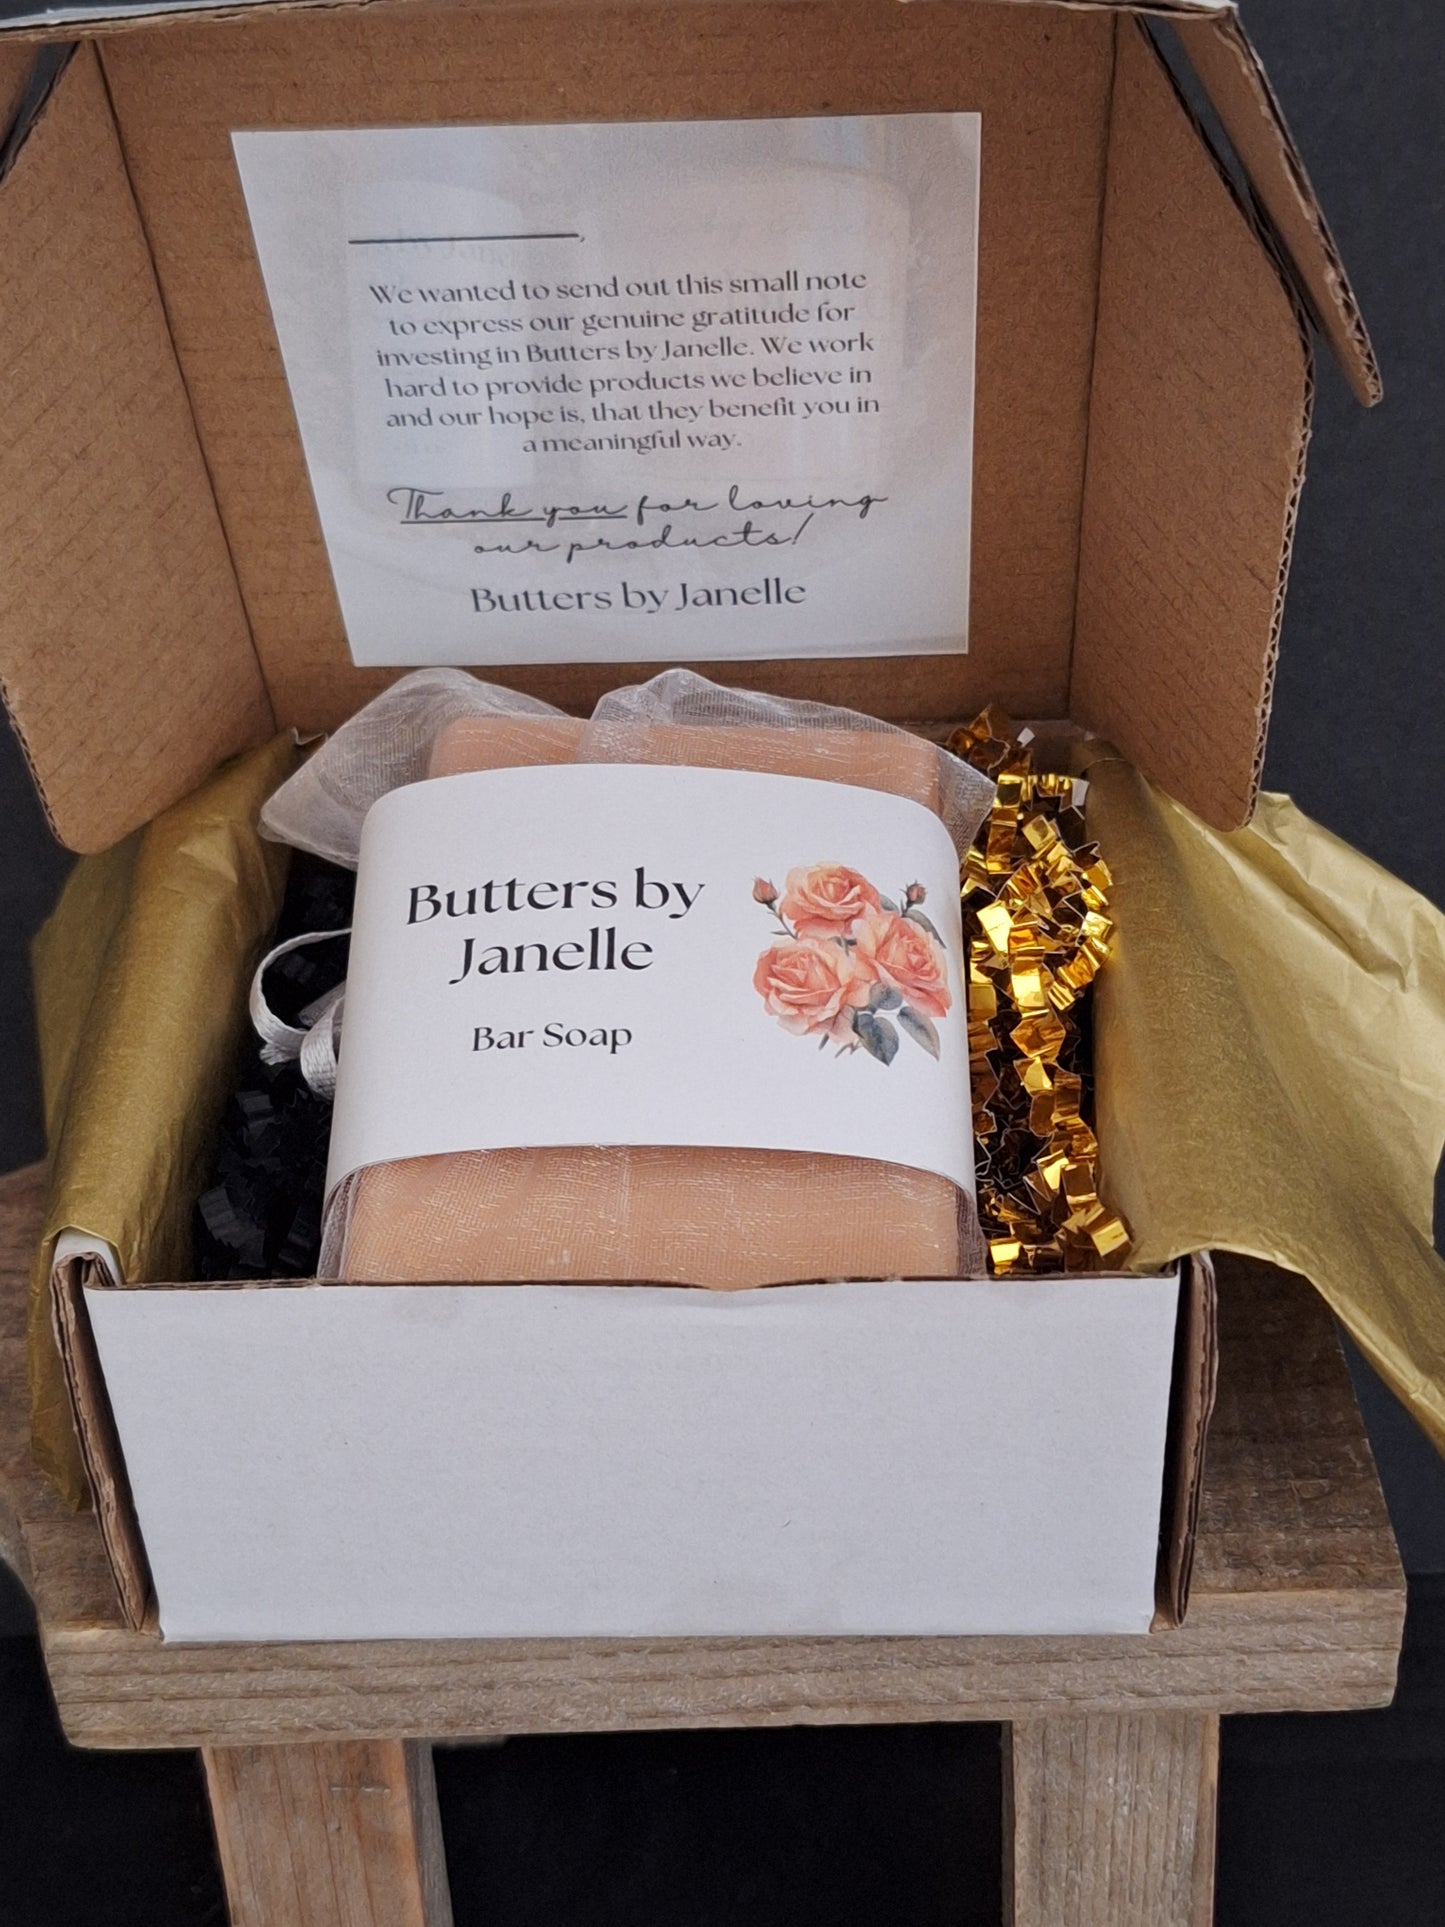 ,
We wanted to send out this small note
to express our genuine gratitude for
investing in Butters by Janelle. We work
hard to provide products we believe in
and our hope is, that they benefit you in
a meaningful way.
Thank you for loving
our products!
Butters by Janelle
Butters by
Janelle
Bar Soap